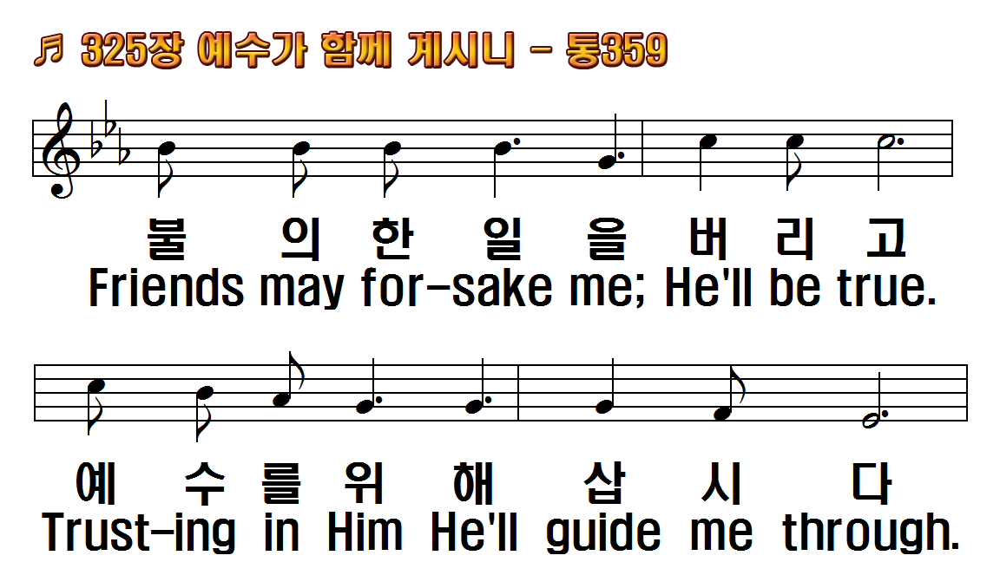 ♬ 325장 예수가 함께 계시니 - 통359
불 의 한 일 을 버 리 고
Friends may for-sake me; He'll be true.
예 수 를 위 해 삽 시 다
Trust-ing in Him He'll guide me through.